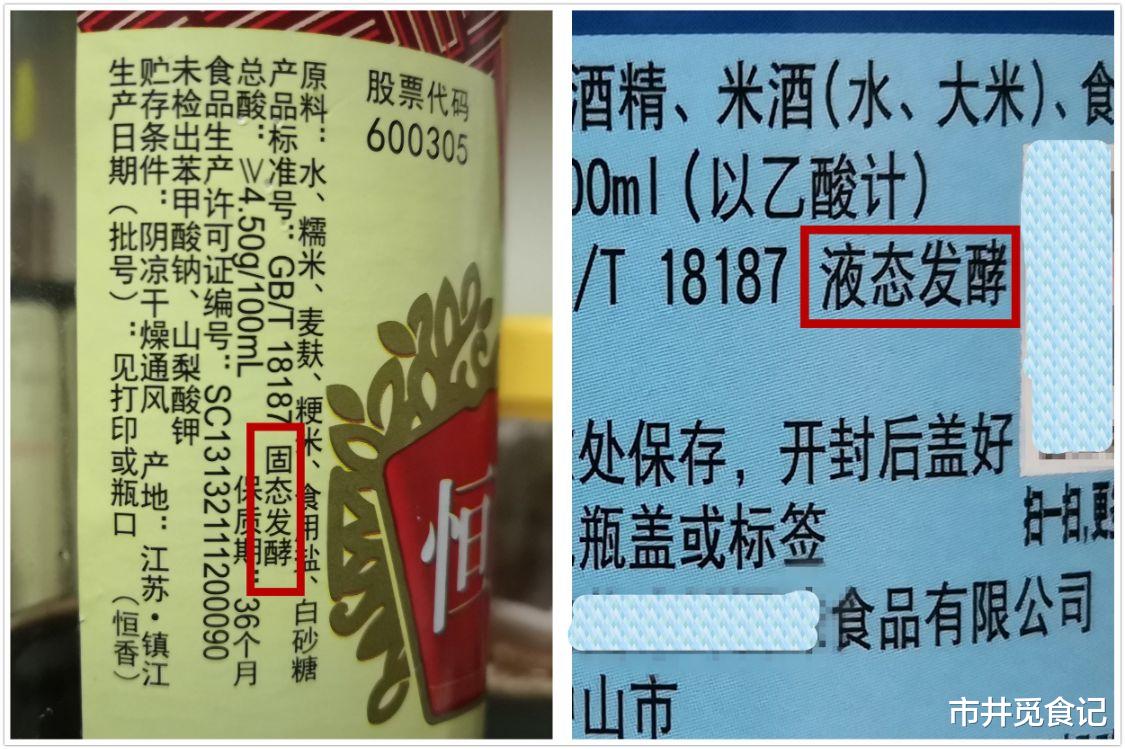 股票代码
600305
原料：水、糯米、麦麸、粳米、食用盐、白砂糖
产品标准号：GB/T 18187 固态发酵
总酸：≥4.50g/100mL 保质期：36个月
食品生产许可证编号：SC13132111200090
未检出苯甲酸钠、山梨酸钾
贮存条件：阴凉干燥通风 产地：江苏·镇江
生产日期（批号）：见打印或瓶口 （恒香）
酒精、米酒(水、大米)、食
00ml(以乙酸计)
/T 18187 液态发酵
处保存，开封后盖好
瓶盖或标签
扫一扫,更
食品有限公司
山市
市井觅食记